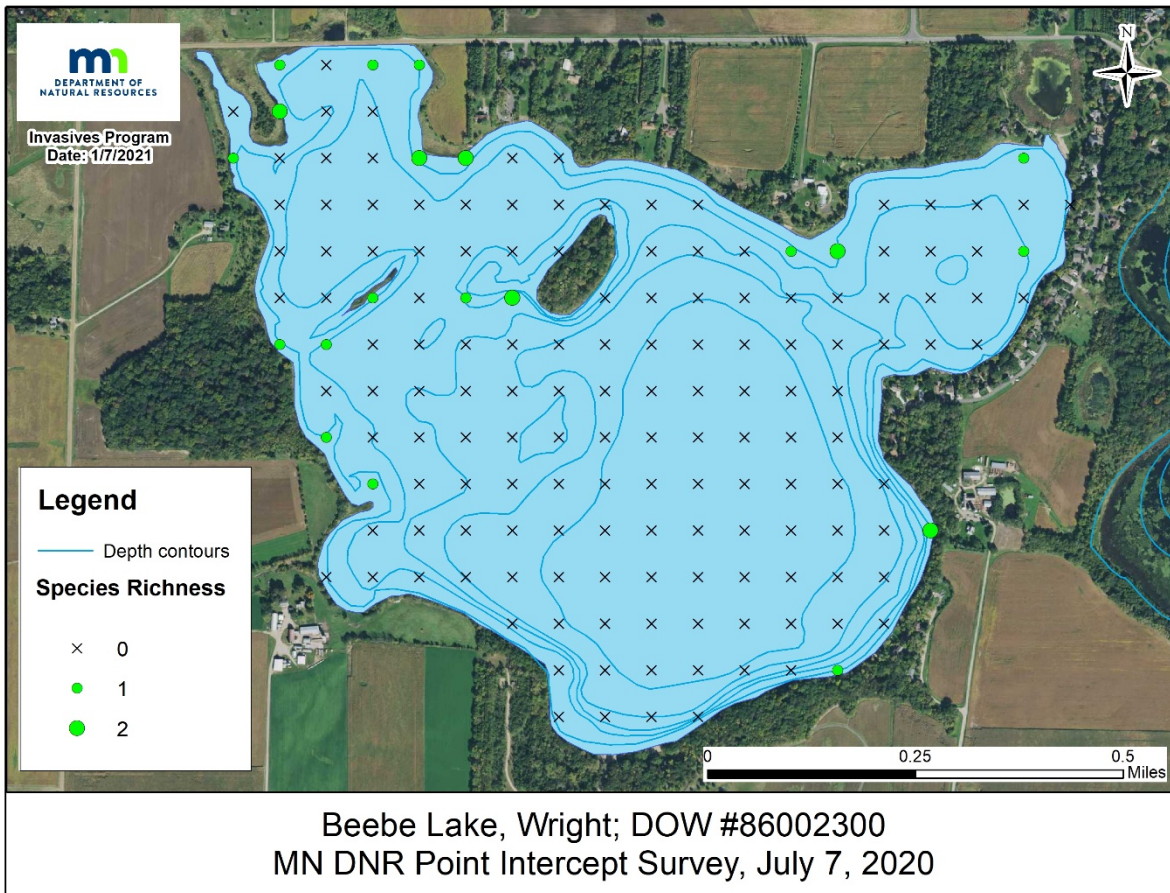 mn
DEPARTMENT OF
NATURAL RESOURCES
Invasives Program
Date: 1/7/2021
N
Legend
Depth contours
Species Richness
0
1
2
0 0.25 0.5
Miles
Beebe Lake, Wright; DOW #86002300
MN DNR Point Intercept Survey, July 7, 2020